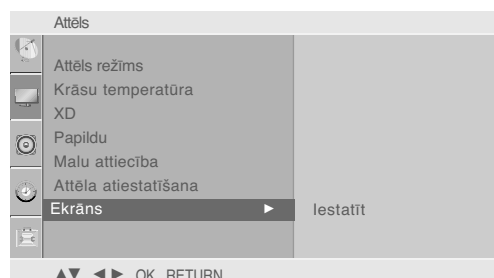 Attēls
Attēls režīms
Krāsu temperatūra
XD
Papildu
Malu attiecība
Attēla atiestatīšana
Ekrāns ► Iestatīt
▲▼ ◄► OK RETURN